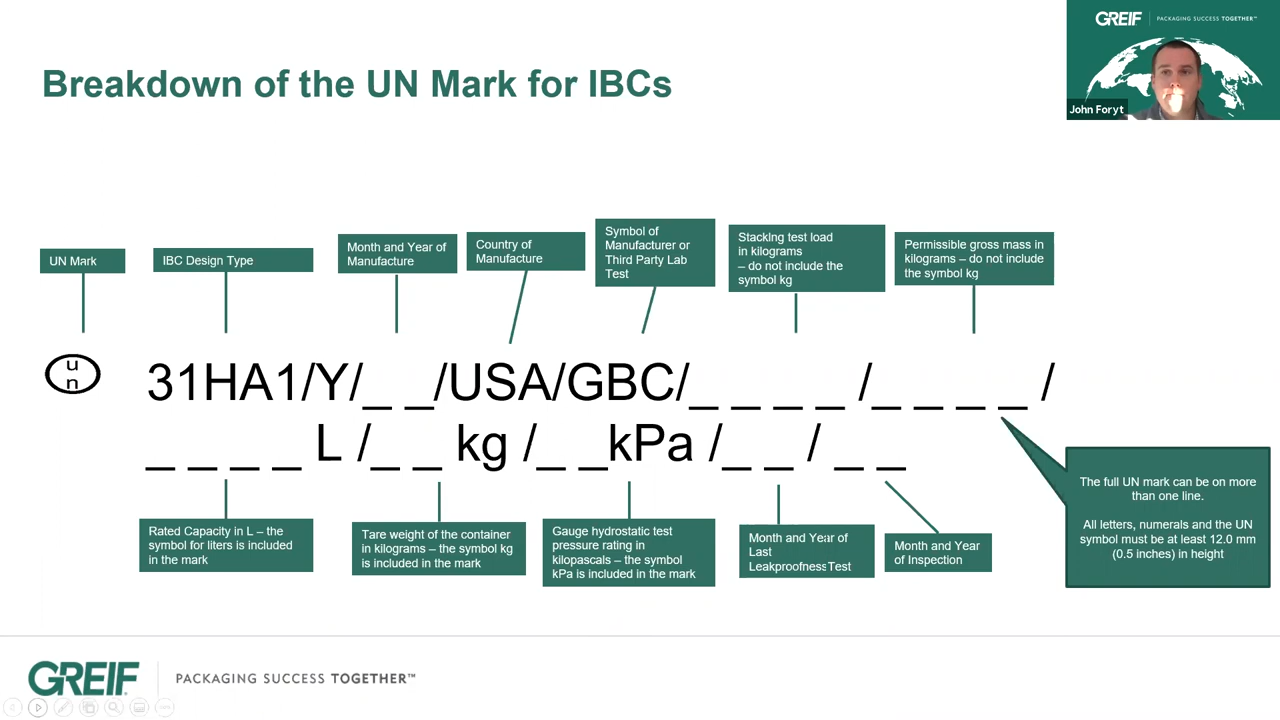 GREIF PACKAGING SUCCESS TOGETHER™
John Foryt
Breakdown of the UN Mark for IBCs
UN Mark
IBC Design Type
Month and Year of
Manufacture
Country of
Manufacture
Symbol of
Manufacturer or
Third Party Lab
Test
Stacking test load
in kilograms
– do not include the
symbol kg
Permissible gross mass in
kilograms – do not include
the symbol kg
u
n
31HA1/Y/_ _/USA/GBC/_ _ _ _ /_ _ _ _ /
_ _ _ _ L /_ _ kg /_ _kPa /_ _ / _ _
Rated Capacity in L – the
symbol for liters is included
in the mark
Tare weight of the container
in kilograms – the symbol kg
is included in the mark
Gauge hydrostatic test
pressure rating in
kilopascals – the symbol
kPa is included in the mark
Month and Year of
Last
Leakproofness Test
Month and Year
of Inspection
The full UN mark can be on more
than one line.
All letters, numerals and the UN
symbol must be at least 12.0 mm
(0.5 inches) in height
GREIF PACKAGING SUCCESS TOGETHER™